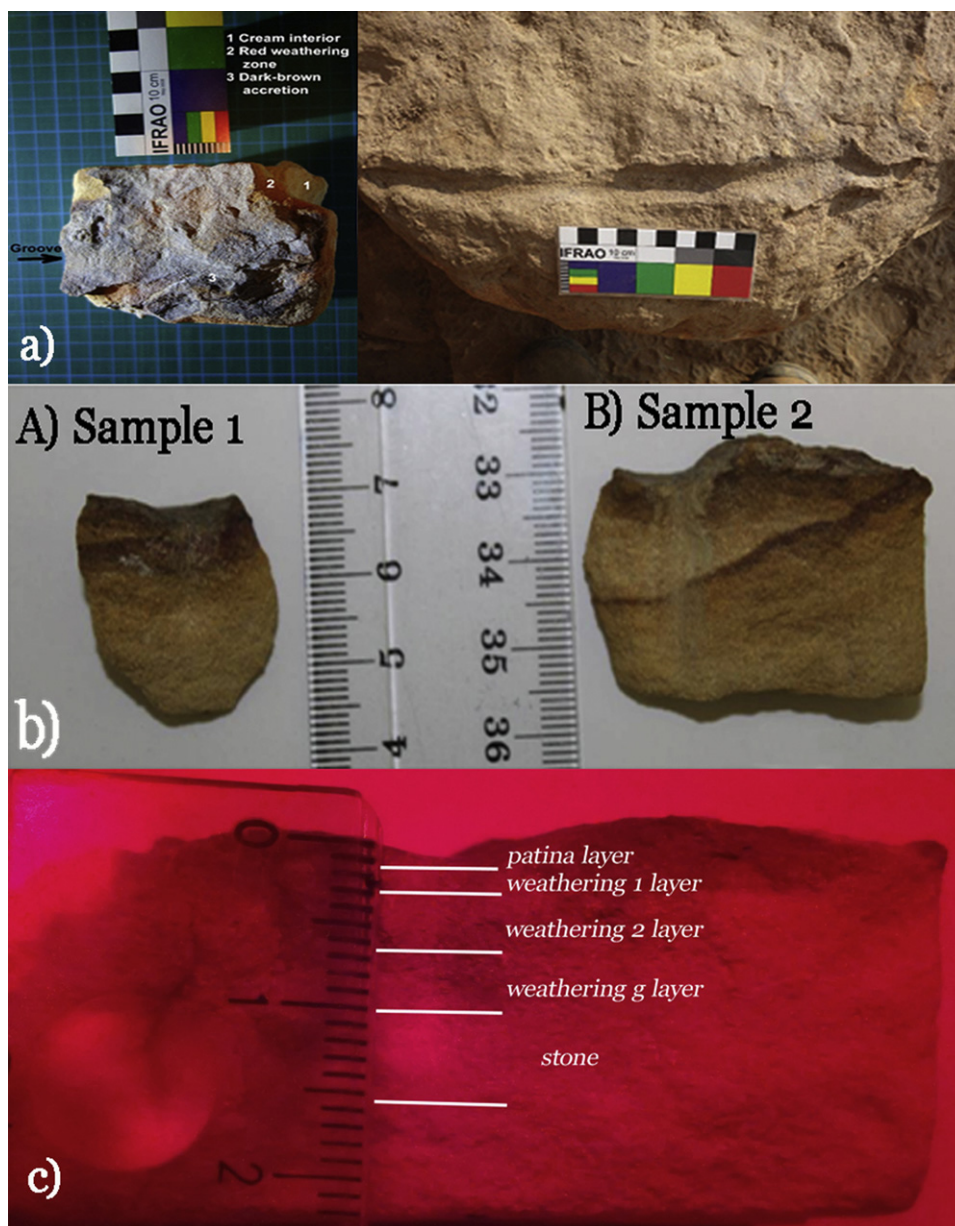 1 Cream interior
2 Red weathering
zone
3 Dark-brown
accretion
IFRAO 10 cm
2
1
Groove
3
IFRAO 10 cm
a)
A) Sample 1
B) Sample 2
8
7
6
5
4
32
33
34
35
36
b)
0
1
2
patina layer
weathering 1 layer
weathering 2 layer
weathering g layer
stone
c)